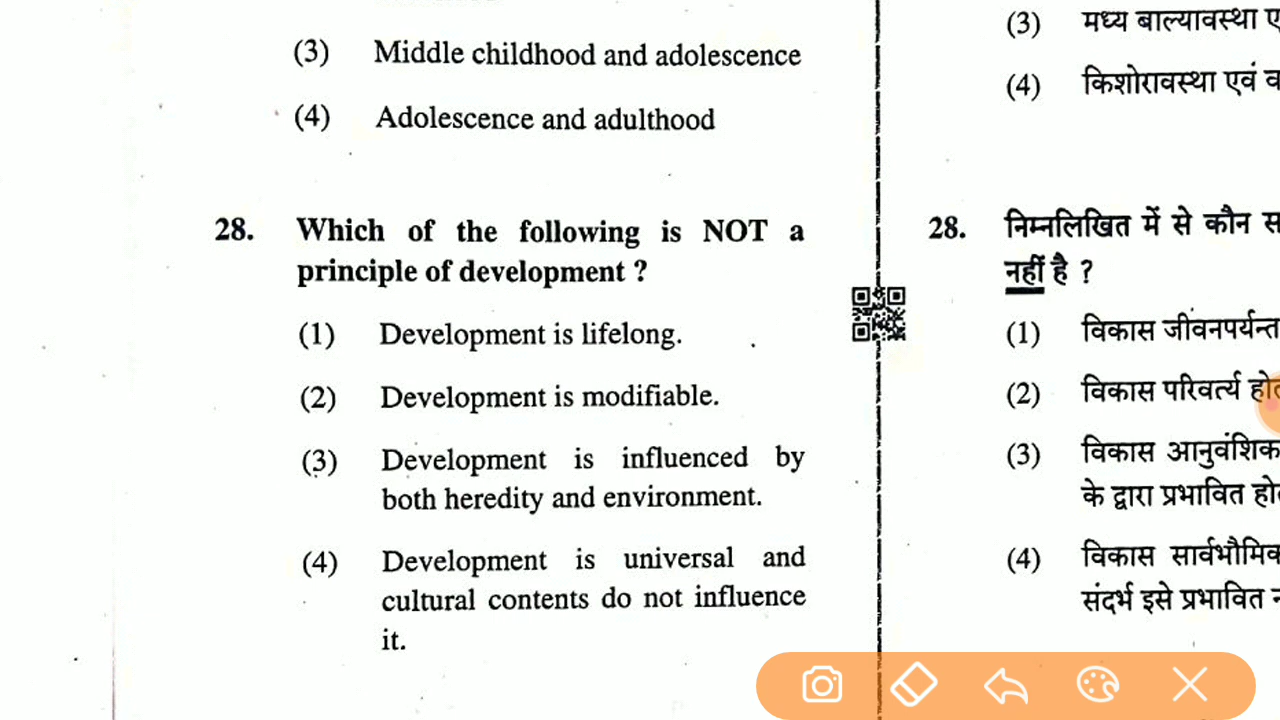 (3) Middle childhood and adolescence
(4) Adolescence and adulthood
28. Which of the following is NOT a
principle of development ?
(1) Development is lifelong.
(2) Development is modifiable.
(3) Development is influenced by
both heredity and environment.
(4) Development is universal and
cultural contents do not influence
it.
(3) मध्य बाल्यावस्था
(4) किशोरावस्था एवं
28. निम्नलिखित में से कौन
नहीं है ?
(1) विकास जीवनपर्यन्त
(2) विकास परिवर्त्य
(3) विकास आनुवंशिक
के द्वारा प्रभावित
(4) विकास सार्वभौमिक
संदर्भ इसे प्रभावित